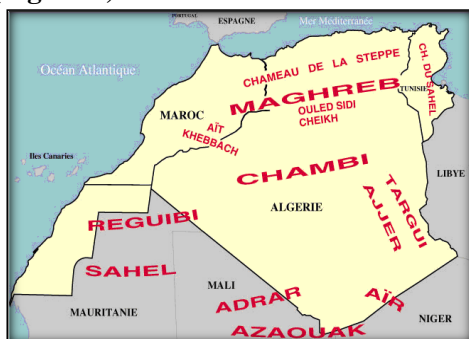 PORTUGAL
ESPAGNE
Mer Méditerranée
Océan Atlantique
CHAMEAU DE LA STEPPE
CH. DU SAHEL
TUNISIE
MAGHREB
MAROC
OULED SIDI
CHEIKH
AÏT
KHEBBACH
Iles Canaries
CHAMBI
LIBYE
TARGUI
AJJER
ALGERIE
REGUIBI
SAHEL
MALI
ADRAR
AÏR
MAURITANIE
NIGER
AZAOUAK